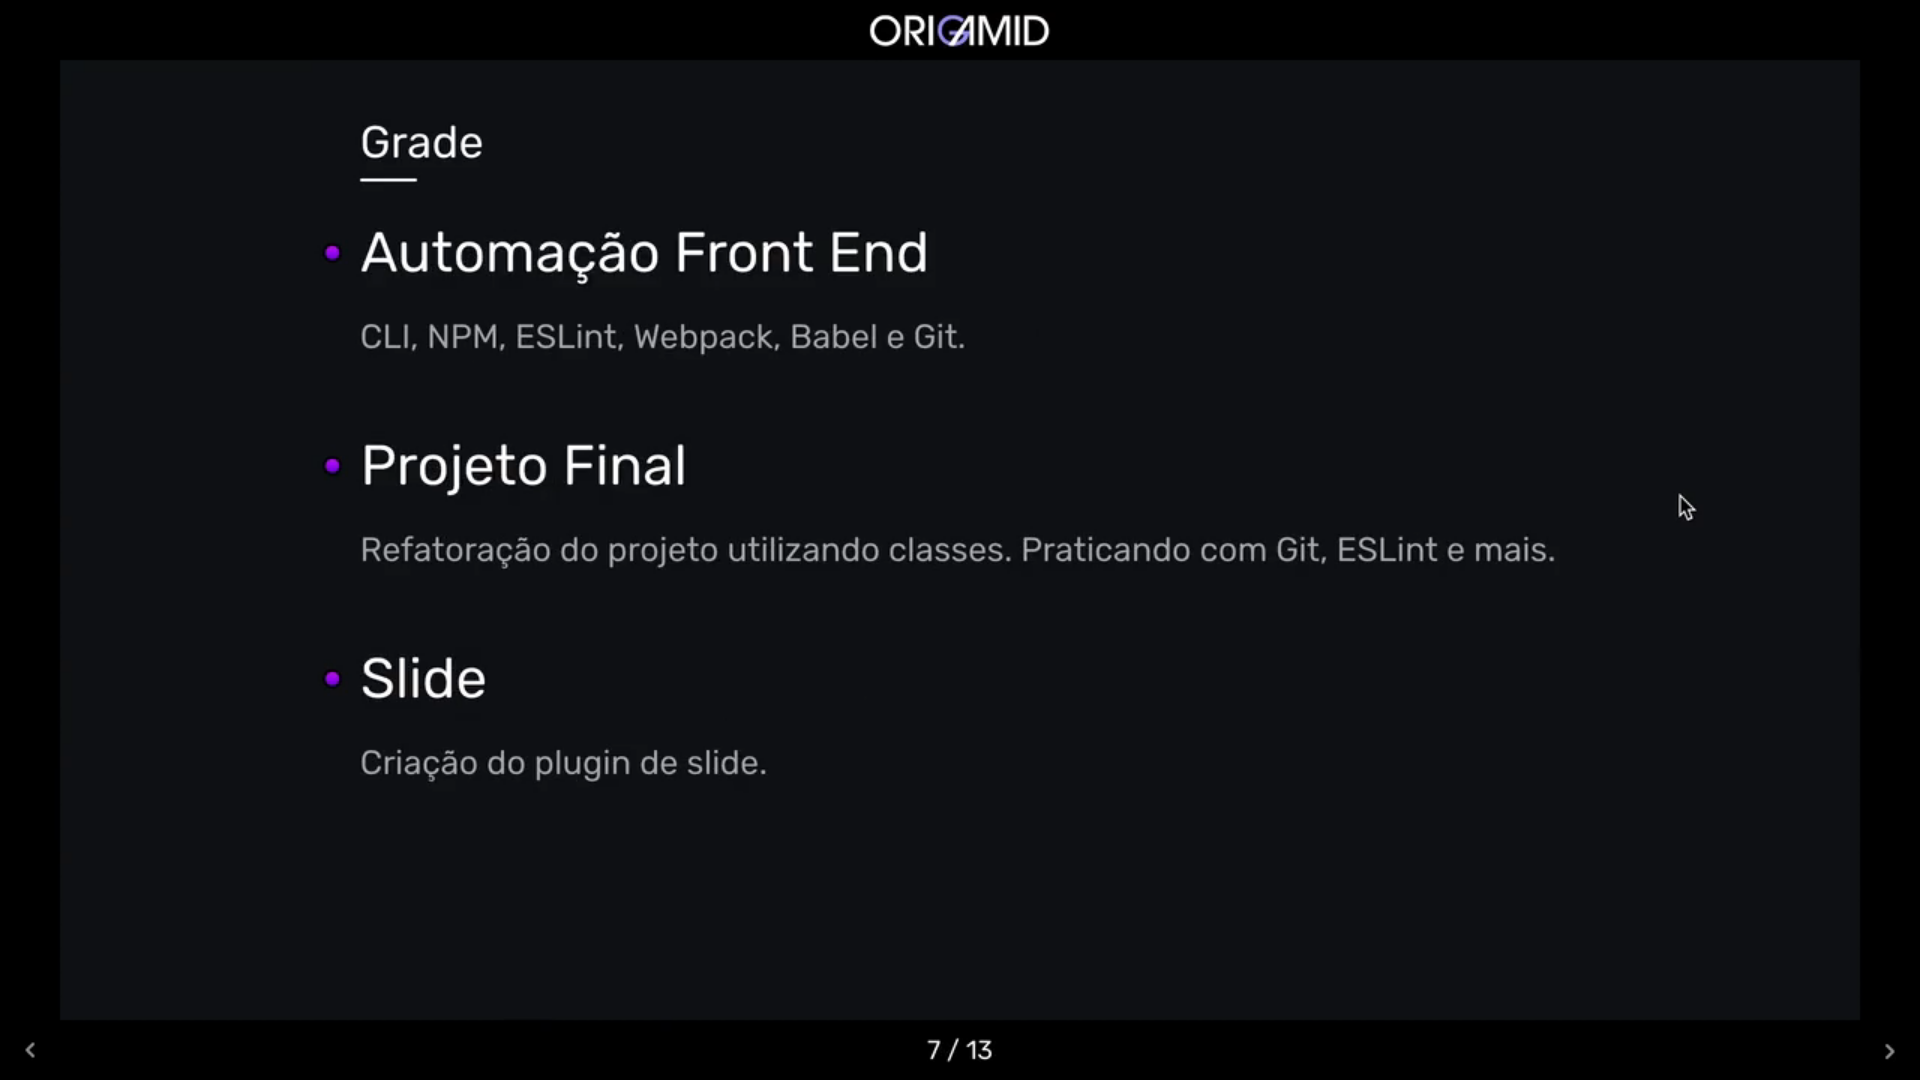 ORIGAMID
Grade
Automação Front End
CLI, NPM, ESLint, Webpack, Babel e Git.
Projeto Final
Refatoração do projeto utilizando classes. Praticando com Git, ESLint e mais.
Slide
Criação do plugin de slide.
7 / 13